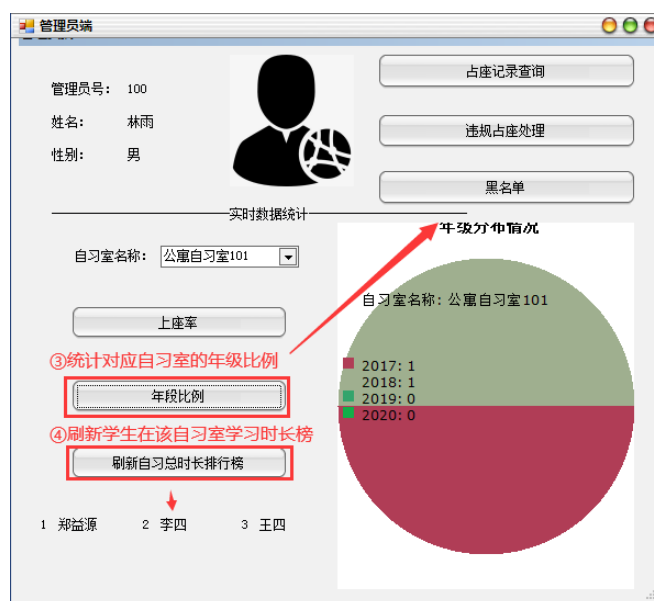 管理员端
管理员号: 100
姓名: 林雨
性别: 男
占座记录查询
违规占座处理
黑名单
实时数据统计
自习室名称: 公寓自习室101
上座率
③统计对应自习室的年级比例
年段比例
④刷新学生在该自习室学习时长榜
刷新自习总时长排行榜
1 郑益源 2 李四 3 王四
年级分布情况
自习室名称: 公寓自习室101
2017: 1
2018: 1
2019: 0
2020: 0